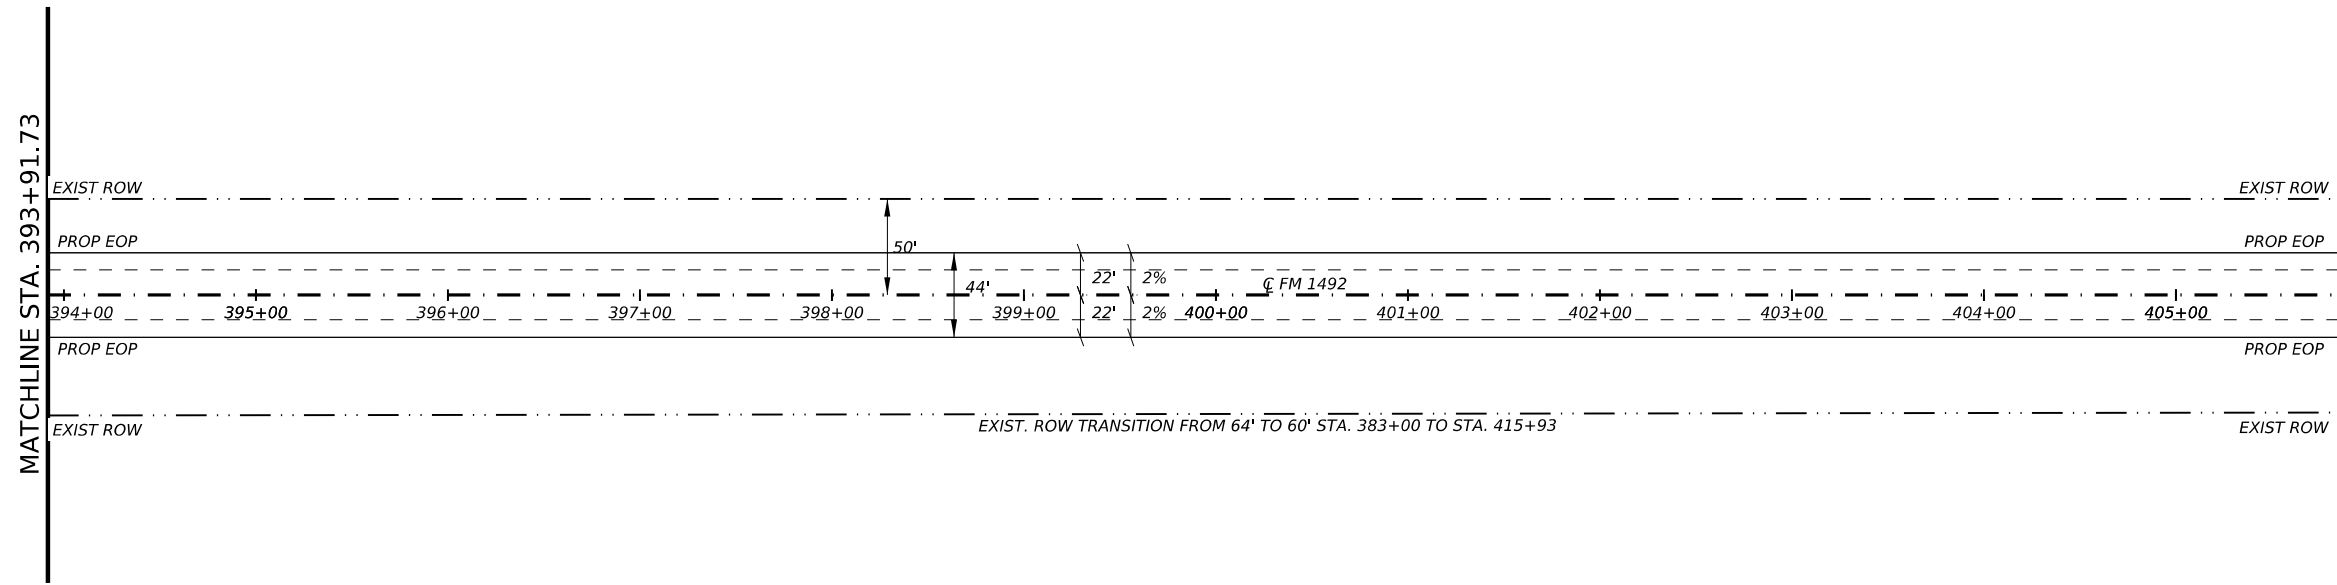 MATCHLINE STA. 393+91.73
EXIST ROW
EXIST ROW
PROP EOP
PROP EOP
50'
44'
22'
2%
℄ FM 1492
394+00
395+00
396+00
397+00
398+00
399+00
22'
2%
400+00
401+00
402+00
403+00
404+00
405+00
PROP EOP
PROP EOP
EXIST. ROW TRANSITION FROM 64' TO 60' STA. 383+00 TO STA. 415+93
EXIST ROW
EXIST ROW